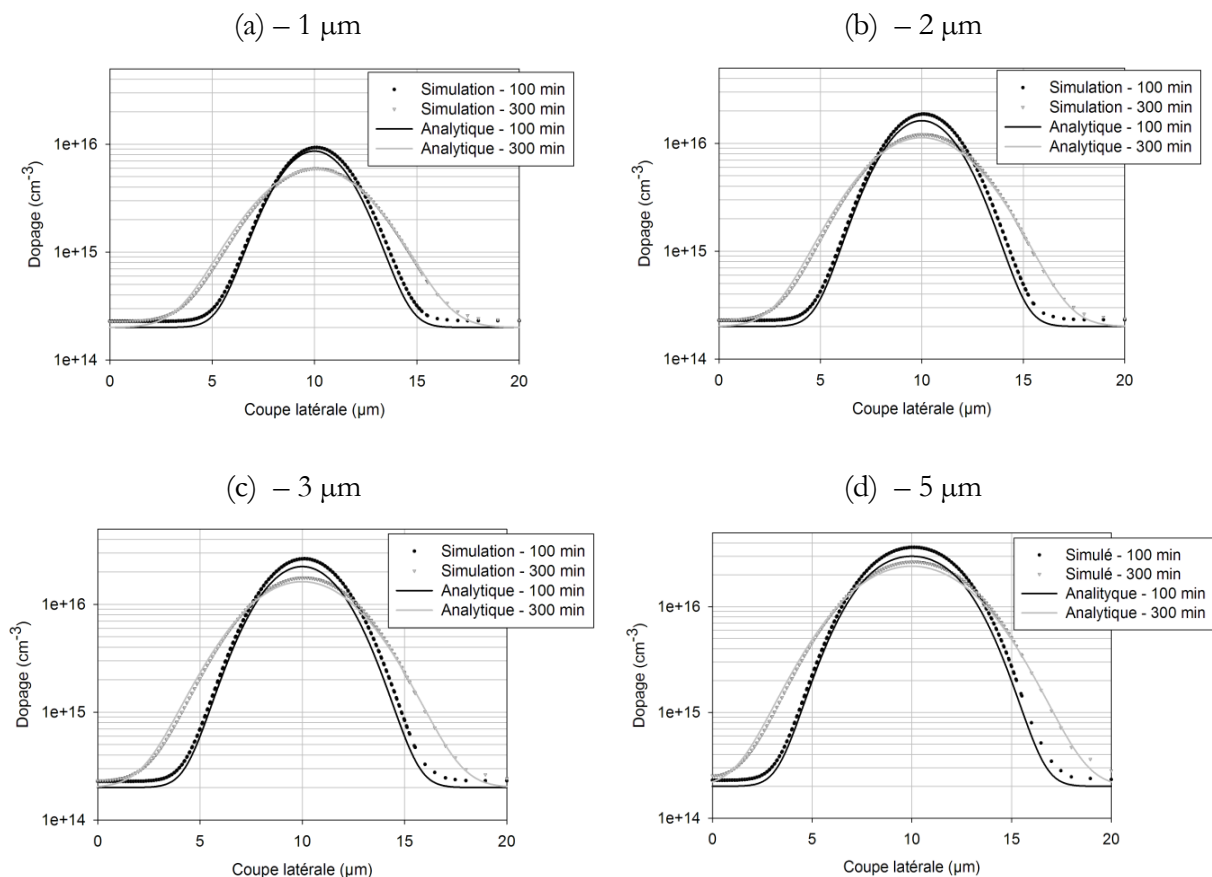 (a) – 1 µm
Simulation - 100 min
Simulation - 300 min
Analytique - 100 min
Analytique - 300 min
Dopage (cm-3)
1e+16
1e+15
1e+14
0 5 10 15 20
Coupe latérale (µm)
(b) – 2 µm
Simulation - 100 min
Simulation - 300 min
Analytique - 100 min
Analytique - 300 min
Dopage (cm-3)
1e+16
1e+15
1e+14
0 5 10 15 20
Coupe latérale (µm)
(c) – 3 µm
Simulation - 100 min
Simulation - 300 min
Analytique - 100 min
Analytique - 300 min
Dopage (cm-3)
1e+16
1e+15
1e+14
0 5 10 15 20
Coupe latérale (µm)
(d) – 5 µm
Simulé - 100 min
Simulé - 300 min
Analityque - 100 min
Analytique - 300 min
Dopage (cm-3)
1e+16
1e+15
1e+14
0 5 10 15 20
Coupe latérale (µm)